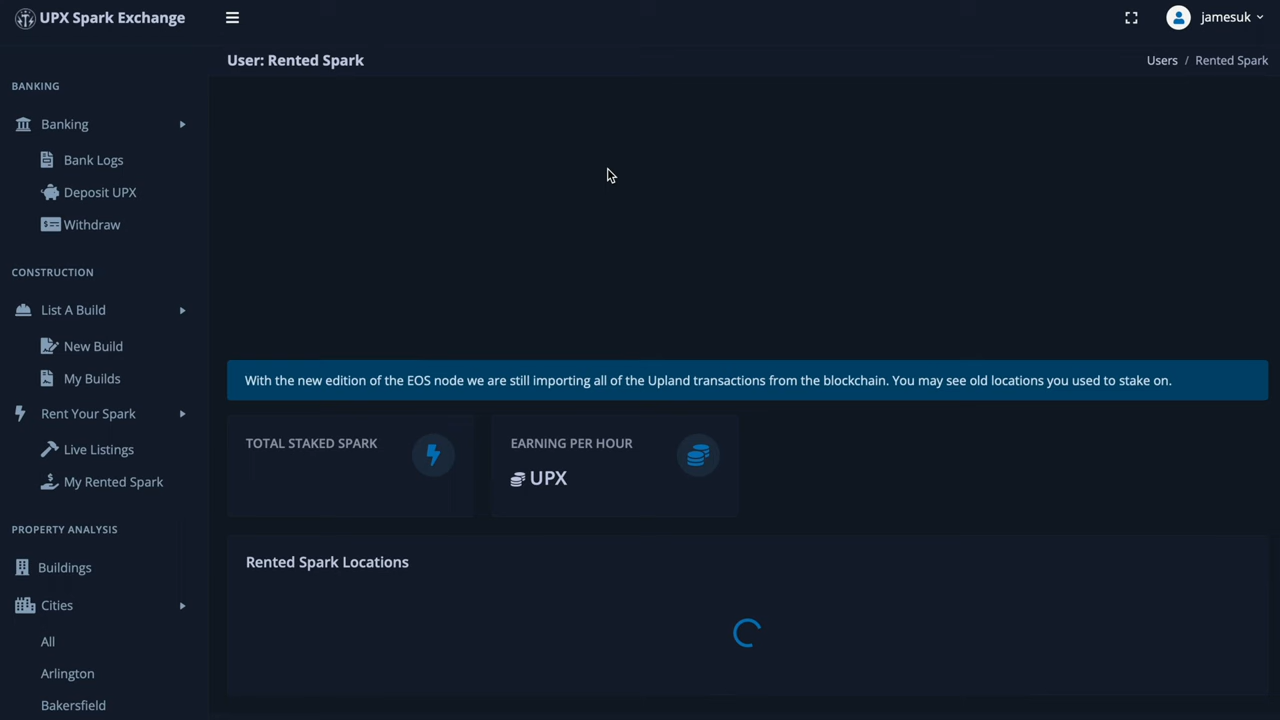 UPX Spark Exchange
jamesuk
User: Rented Spark
Users / Rented Spark
BANKING
Banking
Bank Logs
Deposit UPX
Withdraw
CONSTRUCTION
List A Build
New Build
My Builds
Rent Your Spark
Live Listings
My Rented Spark
PROPERTY ANALYSIS
Buildings
Cities
All
Arlington
Bakersfield
With the new edition of the EOS node we are still importing all of the Upland transactions from the blockchain. You may see old locations you used to stake on.
TOTAL STAKED SPARK
EARNING PER HOUR
UPX
Rented Spark Locations